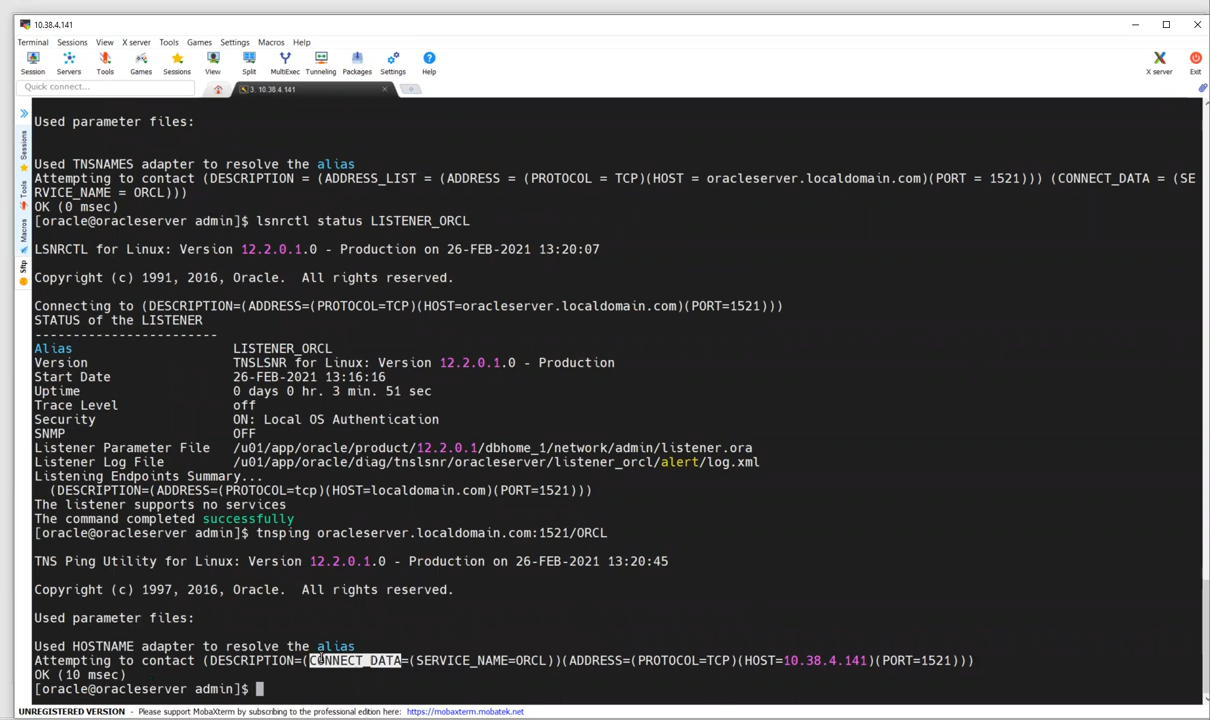 10.38.4.141
Terminal Sessions View X server Tools Games Settings Macros Help
Session Servers Tools Games Sessions View Split MultiExec Tunneling Packages Settings Help X server Exit
Quick connect...
3. 10.38.4.141
Sessions
Tools
Macros
Sftp
Used parameter files:
Used TNSNAMES adapter to resolve the alias
Attempting to contact (DESCRIPTION = (ADDRESS_LIST = (ADDRESS = (PROTOCOL = TCP)(HOST = oracleserver.localdomain.com)(PORT = 1521))) (CONNECT_DATA = (SE
RVICE_NAME = ORCL)))
OK (0 msec)
[oracle@oracleserver admin]$ lsnrctl status LISTENER_ORCL
LSNRCTL for Linux: Version 12.2.0.1.0 - Production on 26-FEB-2021 13:20:07
Copyright (c) 1991, 2016, Oracle.  All rights reserved.
Connecting to (DESCRIPTION=(ADDRESS=(PROTOCOL=TCP)(HOST=oracleserver.localdomain.com)(PORT=1521)))
STATUS of the LISTENER
------------------------
Alias LISTENER_ORCL
Version TNSLSNR for Linux: Version 12.2.0.1.0 - Production
Start Date 26-FEB-2021 13:16:16
Uptime 0 days 0 hr. 3 min. 51 sec
Trace Level off
Security ON: Local OS Authentication
SNMP OFF
Listener Parameter File /u01/app/oracle/product/12.2.0.1/dbhome_1/network/admin/listener.ora
Listener Log File /u01/app/oracle/diag/tnslsnr/oracleserver/listener_orcl/alert/log.xml
Listening Endpoints Summary...
(DESCRIPTION=(ADDRESS=(PROTOCOL=tcp)(HOST=localdomain.com)(PORT=1521)))
The listener supports no services
The command completed successfully
[oracle@oracleserver admin]$ tnsping oracleserver.localdomain.com:1521/ORCL
TNS Ping Utility for Linux: Version 12.2.0.1.0 - Production on 26-FEB-2021 13:20:45
Copyright (c) 1997, 2016, Oracle.  All rights reserved.
Used parameter files:
Used HOSTNAME adapter to resolve the alias
Attempting to contact (DESCRIPTION=(CONNECT_DATA=(SERVICE_NAME=ORCL))(ADDRESS=(PROTOCOL=TCP)(HOST=10.38.4.141)(PORT=1521)))
OK (10 msec)
[oracle@oracleserver admin]$
UNREGISTERED VERSION - Please support MobaXterm by subscribing to the professional edition here: https://mobaxterm.mobatek.net